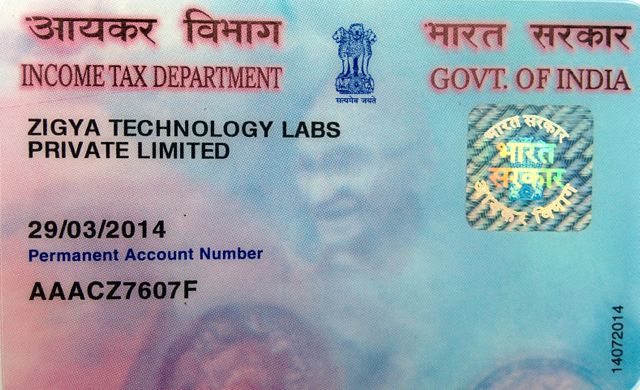 आयकर विभाग
INCOME TAX DEPARTMENT
सत्यमेव जयते
भारत सरकार
GOVT. OF INDIA
ZIGYA TECHNOLOGY LABS
PRIVATE LIMITED
29/03/2014
Permanent Account Number
AAACZ7607F
भारत सरकार
भारत
सरकार
आयकर विभाग
14072014